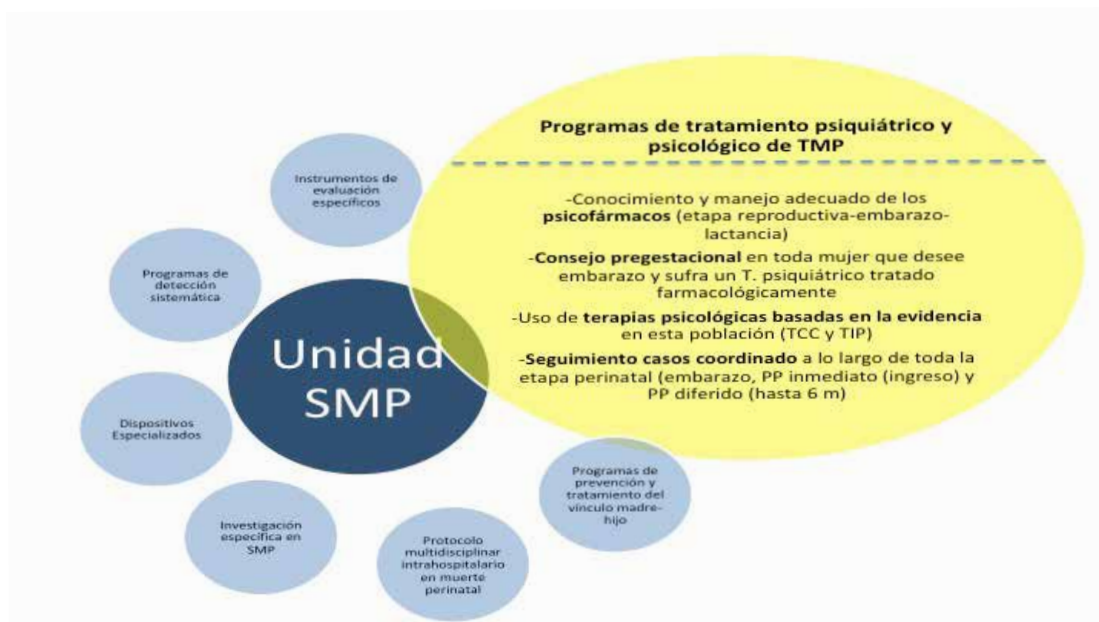 Programas de tratamiento psiquiátrico y
psicológico de TMP
-Conocimiento y manejo adecuado de los
psicofármacos (etapa reproductiva-embarazo-
lactancia)
-Consejo pregestacional en toda mujer que desee
embarazo y sufra un T. psiquiátrico tratado
farmacológicamente
-Uso de terapias psicológicas basadas en la evidencia
en esta población (TCC y TIP)
-Seguimiento casos coordinado a lo largo de toda la
etapa perinatal (embarazo, PP inmediato (ingreso) y
PP diferido (hasta 6 m)
Instrumentos de
evaluación
específicos
Programas de
detección
sistemática
Unidad
SMP
Dispositivos
Especializados
Investigación
específica en
SMP
Protocolo
multidisciplinar
intrahospitalario
en muerte
perinatal
Programas de
prevención y
tratamiento del
vínculo madre-
hijo